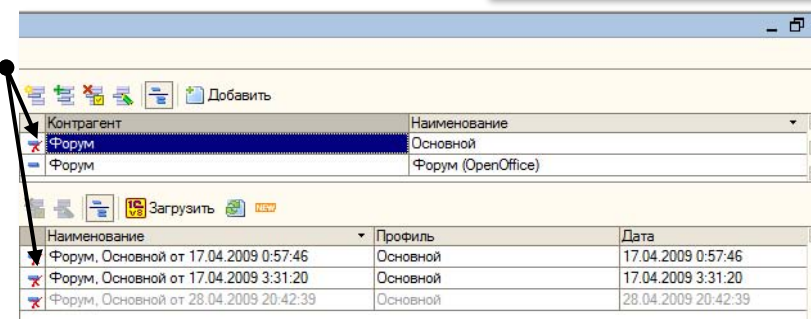 Добавить
Контрагент Наименование
Форум Основной
Форум Форум (OpenOffice)
1С V8 Загрузить NEW
Наименование Профиль Дата
Форум, Основной от 17.04.2009 0:57:46 Основной 17.04.2009 0:57:46
Форум, Основной от 17.04.2009 3:31:20 Основной 17.04.2009 3:31:20
Форум, Основной от 28.04.2009 20:42:39 Основной 28.04.2009 20:42:39